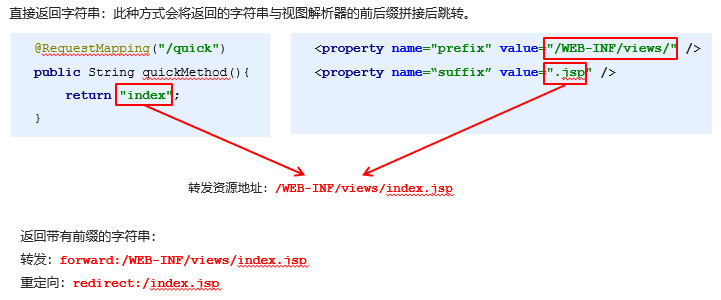 直接返回字符串：此种方式会将返回的字符串与视图解析器的前后缀拼接后跳转。
@RequestMapping("/quick")
public String quickMethod(){
return "index";
}
<property name="prefix" value="/WEB-INF/views/" />
<property name=“suffix” value=".jsp" />
转发资源地址：/WEB-INF/views/index.jsp
返回带有前缀的字符串：
转发：forward:/WEB-INF/views/index.jsp
重定向：redirect:/index.jsp